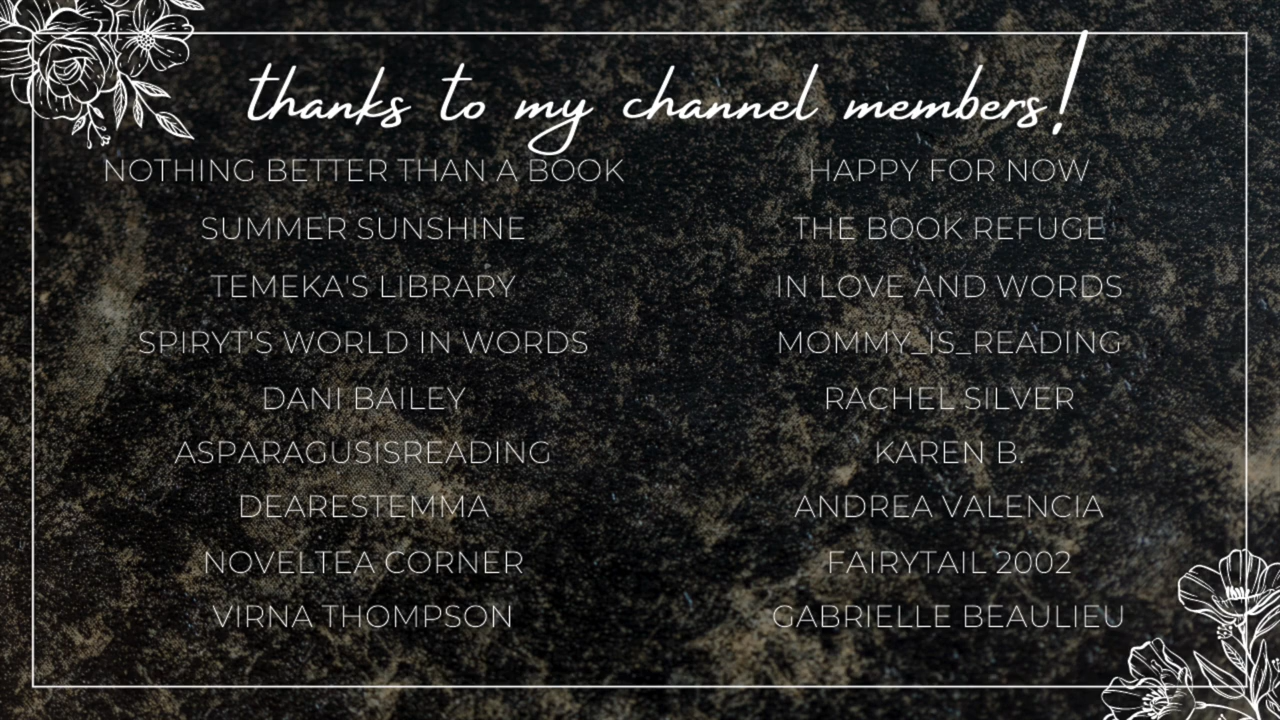 thanks to my channel members!
NOTHING BETTER THAN A BOOK
SUMMER SUNSHINE
TEMEKA'S LIBRARY
SPIRYT'S WORLD IN WORDS
DANI BAILEY
ASPARAGUSISREADING
DEARESTEMMA
NOVELTEA CORNER
VIRNA THOMPSON
HAPPY FOR NOW
THE BOOK REFUGE
IN LOVE AND WORDS
MOMMY_IS_READING
RACHEL SILVER
KAREN B.
ANDREA VALENCIA
FAIRYTAIL 2002
GABRIELLE BEAULIEU